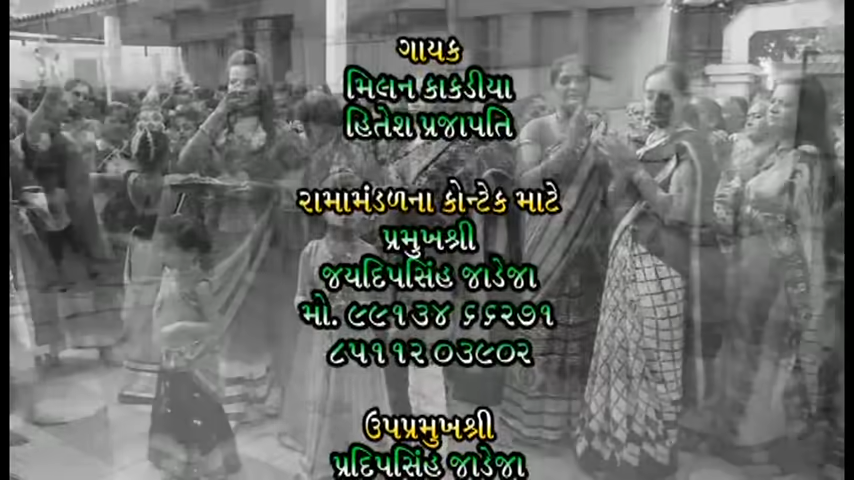 ગાયક
મિલન કાકડીયા
હિતેશ પ્રજાપતિ
રામામંડળના કોન્ટેક માટે
પ્રમુખશ્રી
જયદિપસિંહ જાડેજા
મો. ૯૯૧૩૪ ૬૬૨૭૧
૮૫૧૧૨ ૦૩૯૦૨
ઉપપ્રમુખશ્રી
પ્રદિપસિંહ જાડેજા